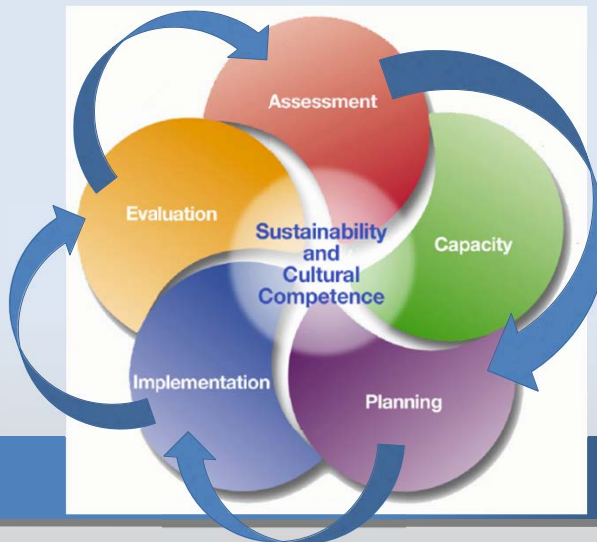 Assessment
Evaluation
Sustainability
and
Cultural
Competence
Capacity
Implementation
Planning